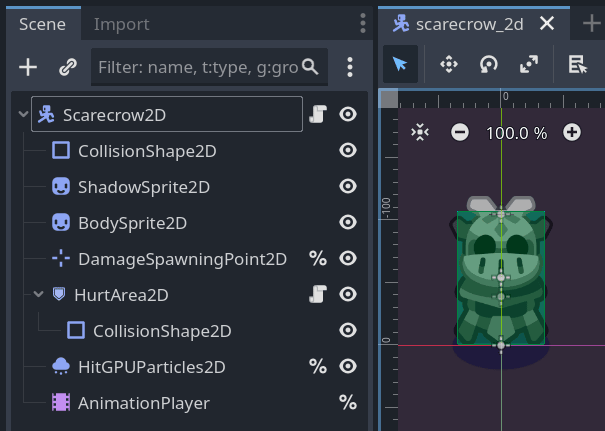 Scene Import
scarecrow_2d
Filter: name, t:type, g:gro
Scarecrow2D
CollisionShape2D
ShadowSprite2D
BodySprite2D
DamageSpawningPoint2D %
HurtArea2D
CollisionShape2D
HitGPUParticles2D %
AnimationPlayer %
0
100.0 %
-100
0